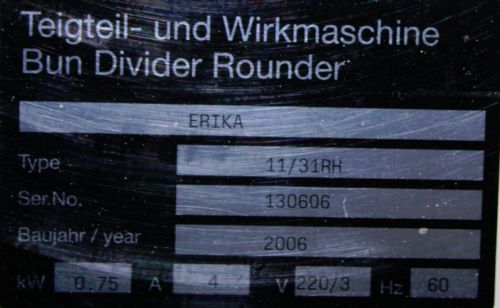 Teigteil- und Wirkmaschine
Bun Divider Rounder
ERIKA
Type 11/31RH
Ser.No. 130606
Baujahr / year 2006
kW 0.75 A 4 V 220/3 Hz 60